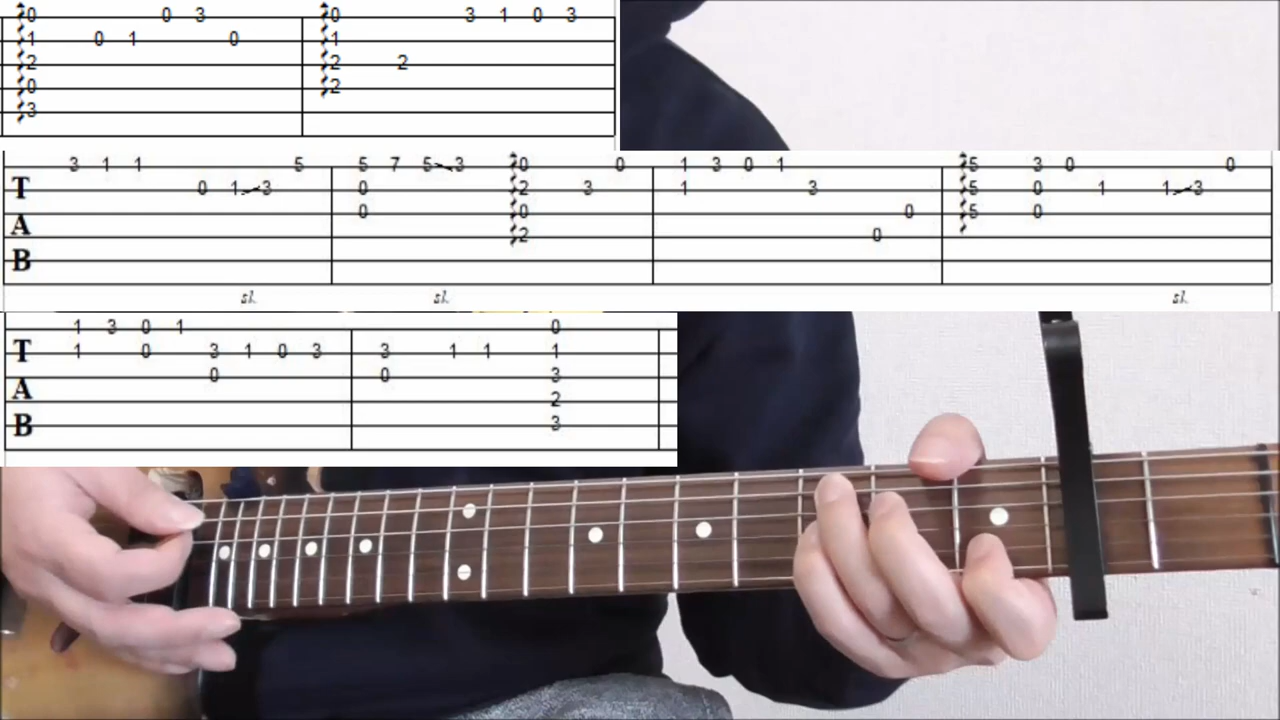 0 0 3
1 0 1 0
2
0
3
0 3 1 0 3
1
2 2
2
3 1 1 5 5 7 5 3 0 0 1 3 0 1 5 3 0 0
T 0 1 3 0 2 3 1 3 5 0 1 1 3
A 0 0 0 5 0
2 0
B
sl. sl. sl.
1 3 0 1 0
T 1 0 3 1 0 3 3 1 1 1
0 0 3
A 2
B 3